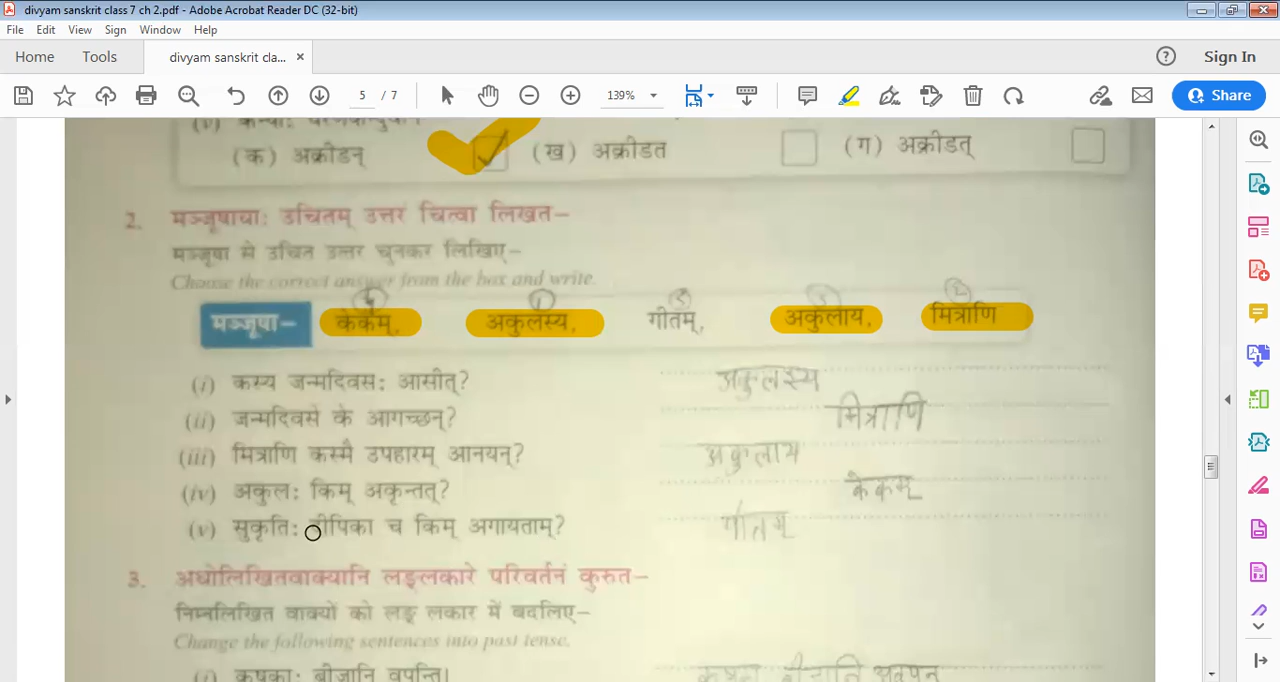 divyam sanskrit class 7 ch 2.pdf - Adobe Acrobat Reader DC (32-bit)
File Edit View Sign Window Help
Home Tools divyam sanskrit cla... × ? Sign In
5 / 7 139% Share
(क) अक्रीडन् (ख) अक्रीडत (ग) अक्रीडत्
2. मञ्जूषायाः उचितम् उत्तरं चित्वा लिखत–
मञ्जूषा से उचित उत्तर चुनकर लिखिए–
Choose the correct answer from the box and write.
4 1 5 3 2
मञ्जूषा– केकम्, अकुलस्य, गीतम्, अकुलाय, मित्राणि
(i) कस्य जन्मदिवसः आसीत्? अकुलस्य
(ii) जन्मदिवसे के आगच्छन्? मित्राणि
(iii) मित्राणि कस्मै उपहारम् आनयन्? अकुलाय
(iv) अकुलः किम् अकृन्तत्? केकम्
(v) सुकृतिः दीपिका च किम् अगायताम्? गीतम्
3. अधोलिखितवाक्यानि लङ्लकारे परिवर्तनं कुरुत–
निम्नलिखित वाक्यों को लङ् लकार में बदलिए–
Change the following sentences into past tense.
(i) कृषकाः बीजानि वपन्ति।